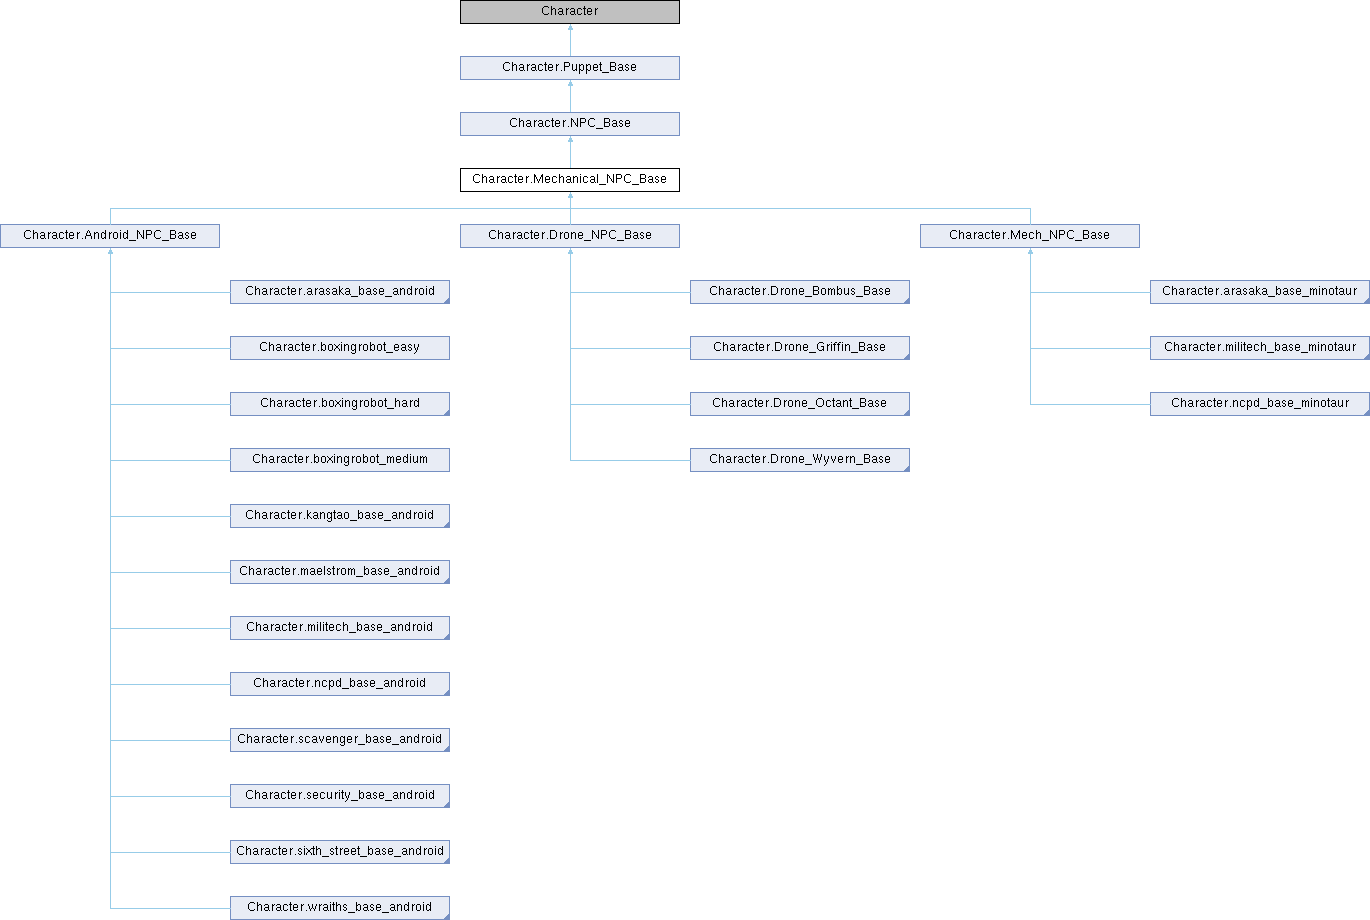 Character
Character.Puppet_Base
Character.NPC_Base
Character.Mechanical_NPC_Base
Character.Android_NPC_Base
Character.Drone_NPC_Base
Character.Mech_NPC_Base
Character.arasaka_base_android
Character.Drone_Bombus_Base
Character.arasaka_base_minotaur
Character.boxingrobot_easy
Character.Drone_Griffin_Base
Character.militech_base_minotaur
Character.boxingrobot_hard
Character.Drone_Octant_Base
Character.ncpd_base_minotaur
Character.boxingrobot_medium
Character.Drone_Wyvern_Base
Character.kangtao_base_android
Character.maelstrom_base_android
Character.militech_base_android
Character.ncpd_base_android
Character.scavenger_base_android
Character.security_base_android
Character.sixth_street_base_android
Character.wraiths_base_android